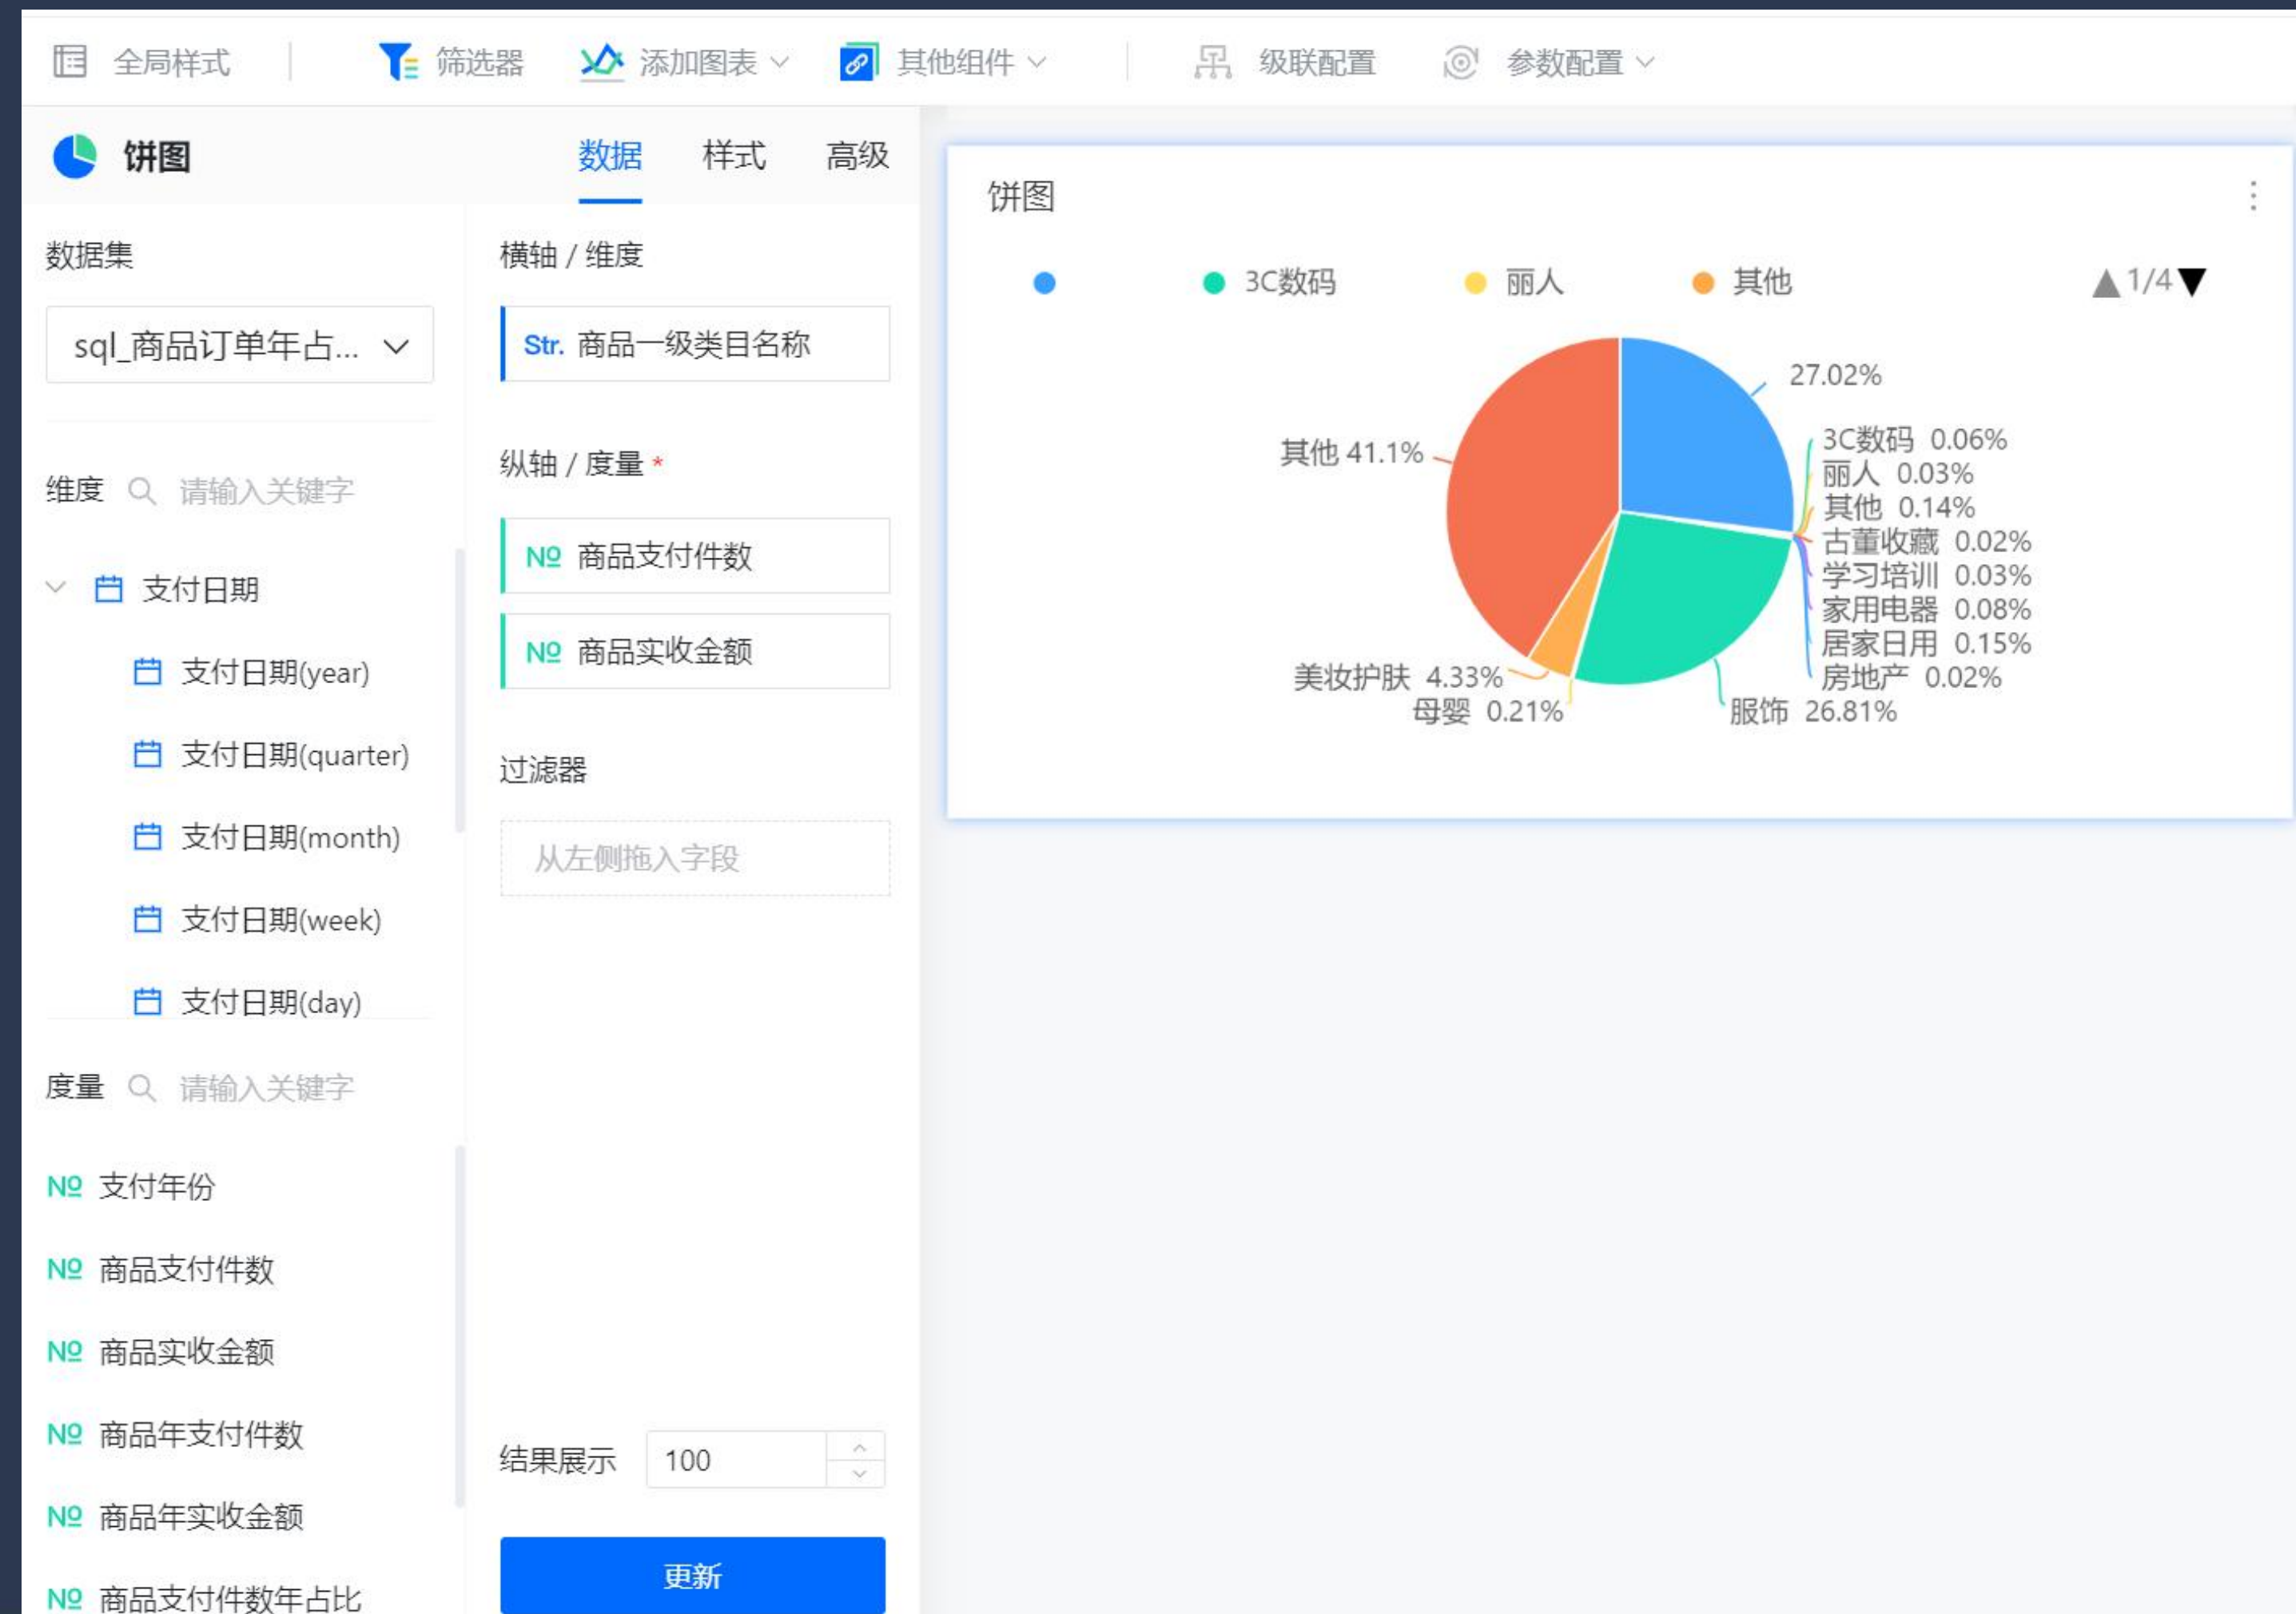 全局样式 筛选器 添加图表 其他组件 级联配置 参数配置
饼图 数据 样式 高级
数据集
sql_商品订单年占...
维度 请输入关键字
支付日期
支付日期(year)
支付日期(quarter)
支付日期(month)
支付日期(week)
支付日期(day)
度量 请输入关键字
Nº 支付年份
Nº 商品支付件数
Nº 商品实收金额
Nº 商品年支付件数
Nº 商品年实收金额
Nº 商品支付件数年占比
横轴 / 维度
Str. 商品一级类目名称
纵轴 / 度量 *
Nº 商品支付件数
Nº 商品实收金额
过滤器
从左侧拖入字段
结果展示 100
更新
饼图
3C数码 丽人 其他 1/4
27.02%
3C数码 0.06%
丽人 0.03%
其他 0.14%
古董收藏 0.02%
学习培训 0.03%
家用电器 0.08%
居家日用 0.15%
房地产 0.02%
服饰 26.81%
母婴 0.21%
美妆护肤 4.33%
其他 41.1%